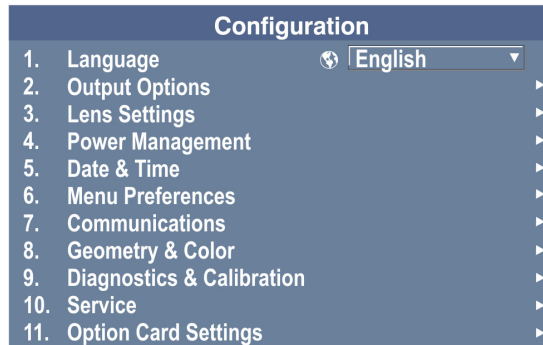 Configuration
1. Language English
2. Output Options
3. Lens Settings
4. Power Management
5. Date & Time
6. Menu Preferences
7. Communications
8. Geometry & Color
9. Diagnostics & Calibration
10. Service
11. Option Card Settings